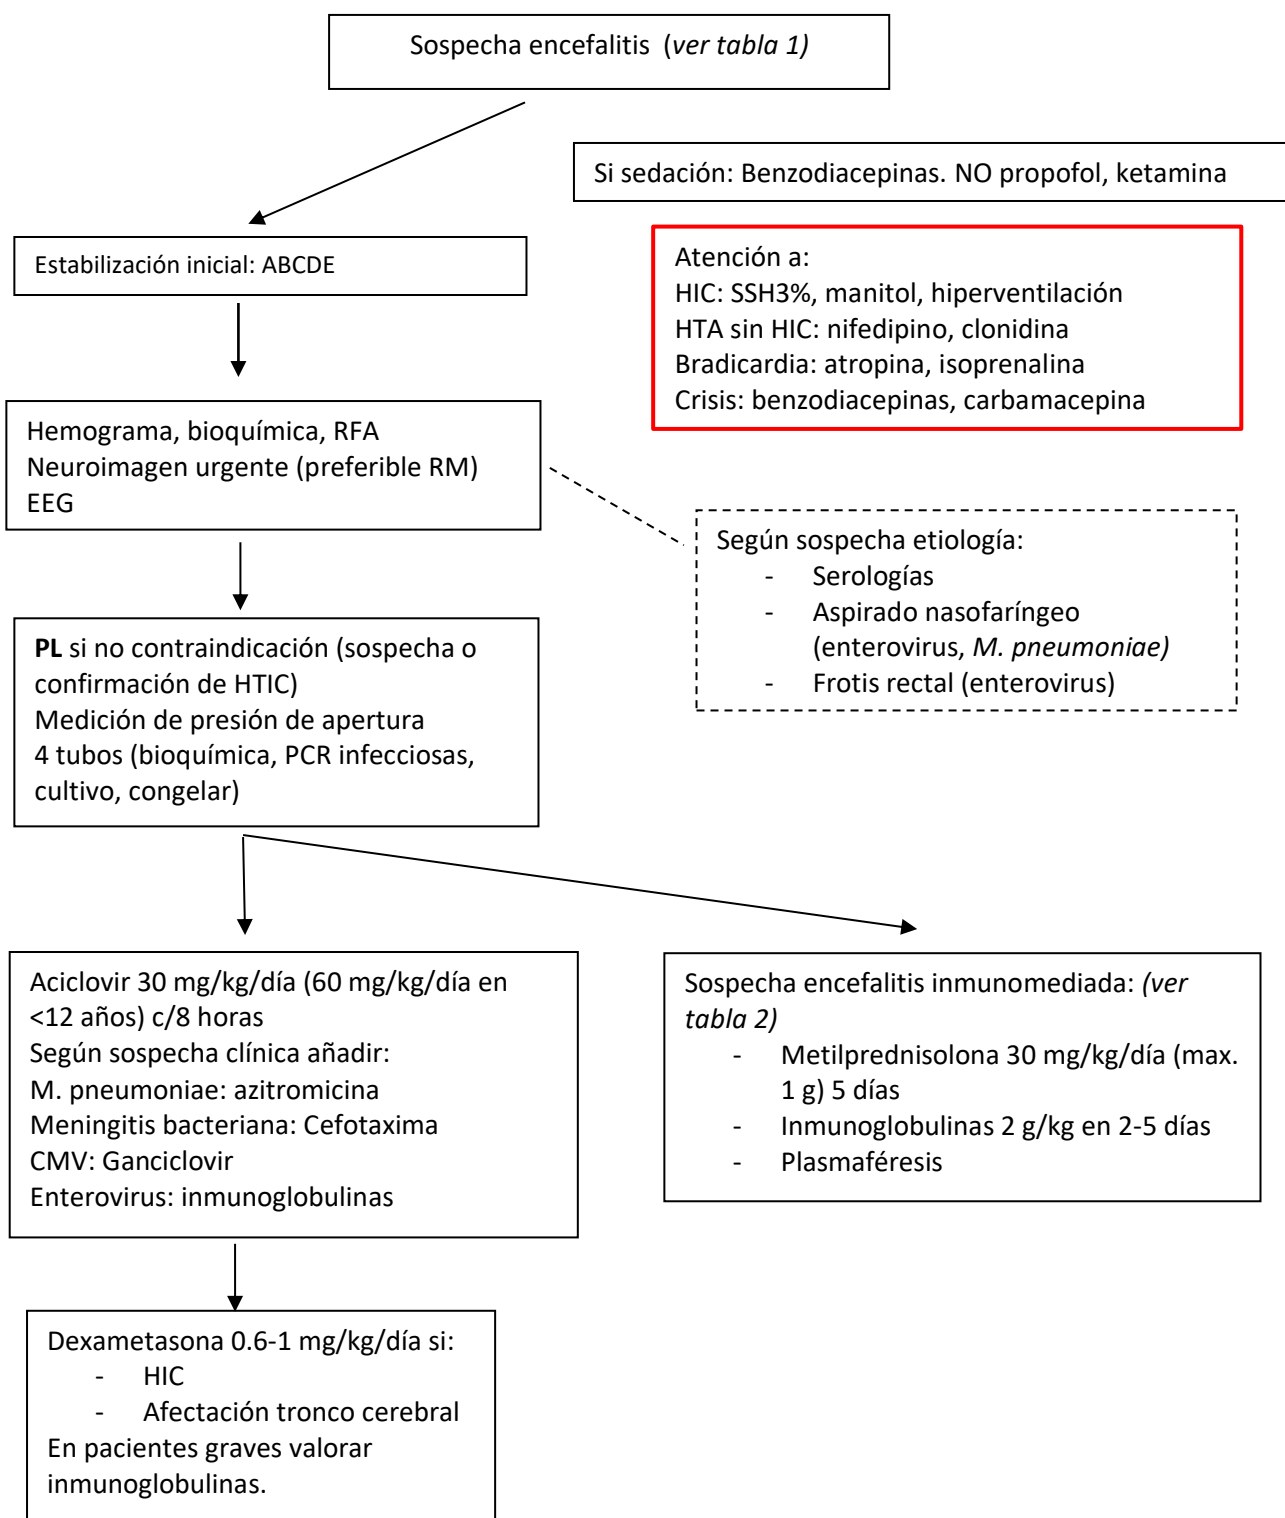 Sospecha encefalitis (ver tabla 1)
Si sedación: Benzodiacepinas. NO propofol, ketamina
Estabilización inicial: ABCDE
Atención a:
HIC: SSH3%, manitol, hiperventilación
HTA sin HIC: nifedipino, clonidina
Bradicardia: atropina, isoprenalina
Crisis: benzodiacepinas, carbamacepina
Hemograma, bioquímica, RFA
Neuroimagen urgente (preferible RM)
EEG
Según sospecha etiología:
- Serologías
- Aspirado nasofaríngeo
(enterovirus, M. pneumoniae)
- Frotis rectal (enterovirus)
PL si no contraindicación (sospecha o
confirmación de HTIC)
Medición de presión de apertura
4 tubos (bioquímica, PCR infecciosas,
cultivo, congelar)
Aciclovir 30 mg/kg/día (60 mg/kg/día en
<12 años) c/8 horas
Según sospecha clínica añadir:
M. pneumoniae: azitromicina
Meningitis bacteriana: Cefotaxima
CMV: Ganciclovir
Enterovirus: inmunoglobulinas
Sospecha encefalitis inmunomediada: (ver
tabla 2)
- Metilprednisolona 30 mg/kg/día (max.
1 g) 5 días
- Inmunoglobulinas 2 g/kg en 2-5 días
- Plasmaféresis
Dexametasona 0.6-1 mg/kg/día si:
- HIC
- Afectación tronco cerebral
En pacientes graves valorar
inmunoglobulinas.